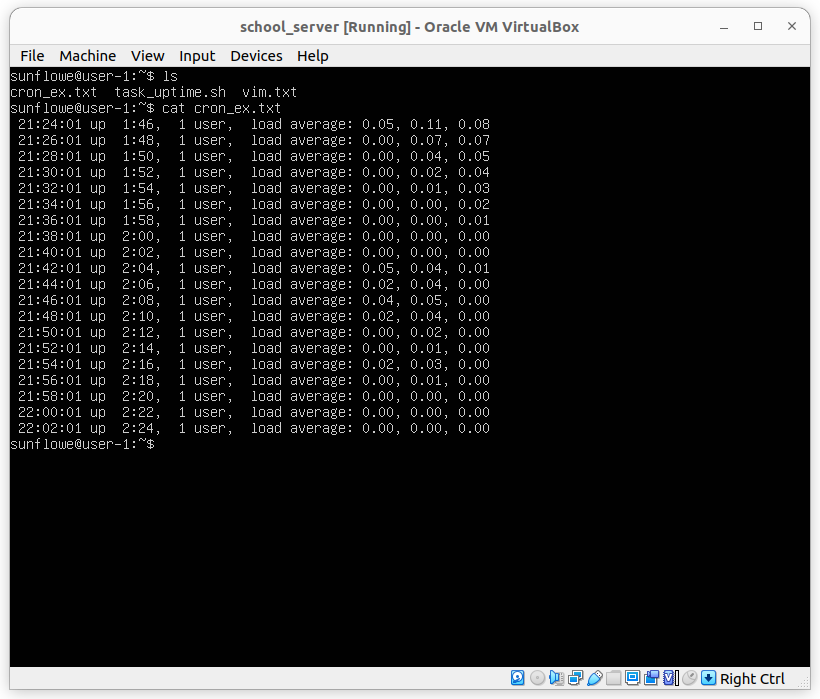 school_server [Running] - Oracle VM VirtualBox
File Machine View Input Devices Help
sunflowe@user-1:~$ ls
cron_ex.txt  task_uptime.sh  vim.txt
sunflowe@user-1:~$ cat cron_ex.txt
 21:24:01 up  1:46,  1 user,  load average: 0.05, 0.11, 0.08
 21:26:01 up  1:48,  1 user,  load average: 0.00, 0.07, 0.07
 21:28:01 up  1:50,  1 user,  load average: 0.00, 0.04, 0.05
 21:30:01 up  1:52,  1 user,  load average: 0.00, 0.02, 0.04
 21:32:01 up  1:54,  1 user,  load average: 0.00, 0.01, 0.03
 21:34:01 up  1:56,  1 user,  load average: 0.00, 0.00, 0.02
 21:36:01 up  1:58,  1 user,  load average: 0.00, 0.00, 0.01
 21:38:01 up  2:00,  1 user,  load average: 0.00, 0.00, 0.00
 21:40:01 up  2:02,  1 user,  load average: 0.00, 0.00, 0.00
 21:42:01 up  2:04,  1 user,  load average: 0.05, 0.04, 0.01
 21:44:01 up  2:06,  1 user,  load average: 0.02, 0.04, 0.00
 21:46:01 up  2:08,  1 user,  load average: 0.04, 0.05, 0.00
 21:48:01 up  2:10,  1 user,  load average: 0.02, 0.04, 0.00
 21:50:01 up  2:12,  1 user,  load average: 0.00, 0.02, 0.00
 21:52:01 up  2:14,  1 user,  load average: 0.00, 0.01, 0.00
 21:54:01 up  2:16,  1 user,  load average: 0.02, 0.03, 0.00
 21:56:01 up  2:18,  1 user,  load average: 0.00, 0.01, 0.00
 21:58:01 up  2:20,  1 user,  load average: 0.00, 0.00, 0.00
 22:00:01 up  2:22,  1 user,  load average: 0.00, 0.00, 0.00
 22:02:01 up  2:24,  1 user,  load average: 0.00, 0.00, 0.00
sunflowe@user-1:~$
Right Ctrl